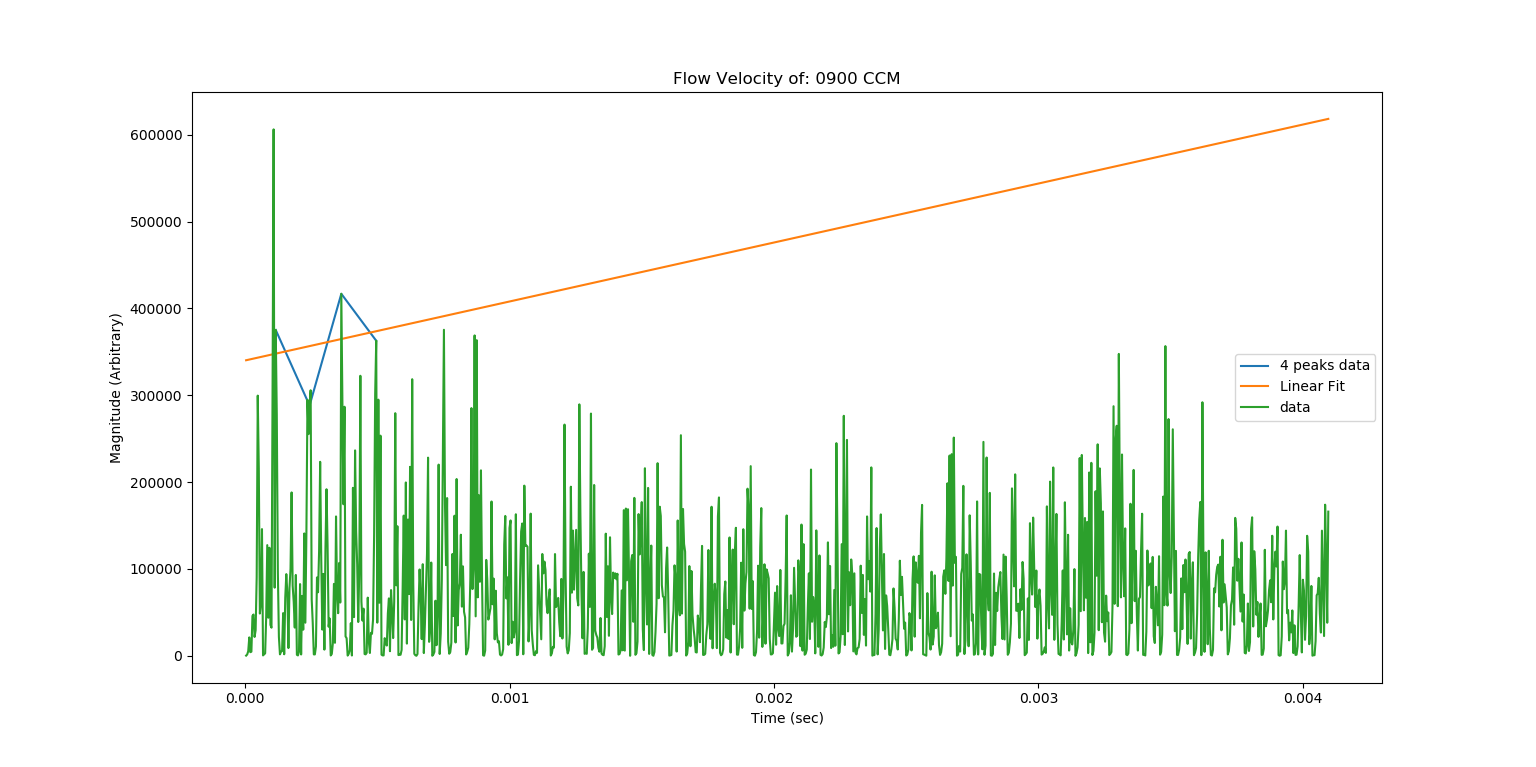 Flow Velocity of: 0900 CCM
Magnitude (Arbitrary)
600000
500000
400000
300000
200000
100000
0
4 peaks data
Linear Fit
data
0.000
0.001
0.002
0.003
0.004
Time (sec)